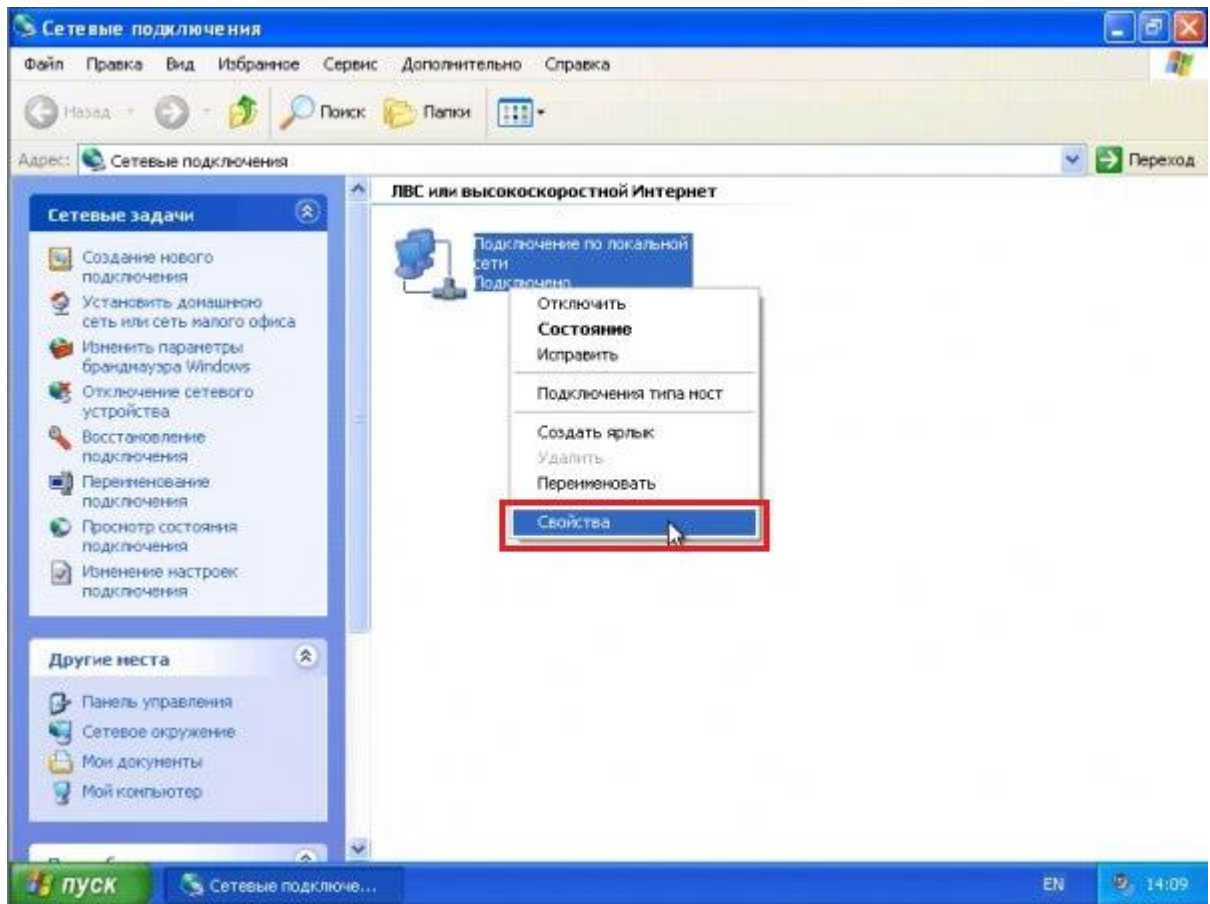 Сетевые подключения
Файл Правка Вид Избранное Сервис Дополнительно Справка
Назад Поиск Папки
Адрес: Сетевые подключения Переход
Сетевые задачи
Создание нового
подключения
Установить домашнюю
сеть или сеть малого офиса
Изменить параметры
брандмауэра Windows
Отключение сетевого
устройства
Восстановление
подключения
Переименование
подключения
Просмотр состояния
подключения
Изменение настроек
подключения
Другие места
Панель управления
Сетевое окружение
Мои документы
Мой компьютер
ЛВС или высокоскоростной Интернет
Подключение по локальной
сети
Подключено
Отключить
Состояние
Исправить
Подключения типа мост
Создать ярлык
Удалить
Переименовать
Свойства
пуск
Сетевые подключе...
EN
14:09